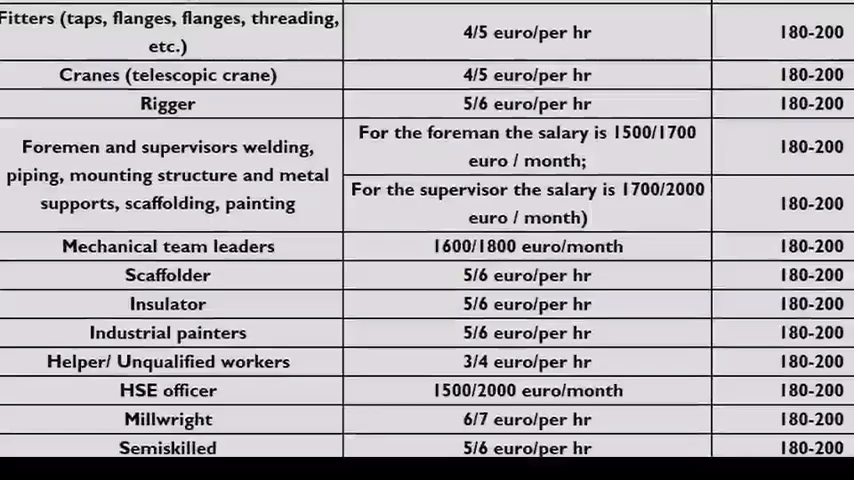 Fitters (taps, flanges, flanges, threading,
etc.)
4/5 euro/per hr
180-200
Cranes (telescopic crane)
4/5 euro/per hr
180-200
Rigger
5/6 euro/per hr
180-200
Foremen and supervisors welding,
piping, mounting structure and metal
supports, scaffolding, painting
For the foreman the salary is 1500/1700
euro / month;
180-200
For the supervisor the salary is 1700/2000
euro / month)
180-200
Mechanical team leaders
1600/1800 euro/month
180-200
Scaffolder
5/6 euro/per hr
180-200
Insulator
5/6 euro/per hr
180-200
Industrial painters
5/6 euro/per hr
180-200
Helper/ Unqualified workers
3/4 euro/per hr
180-200
HSE officer
1500/2000 euro/month
180-200
Millwright
6/7 euro/per hr
180-200
Semiskilled
5/6 euro/per hr
180-200